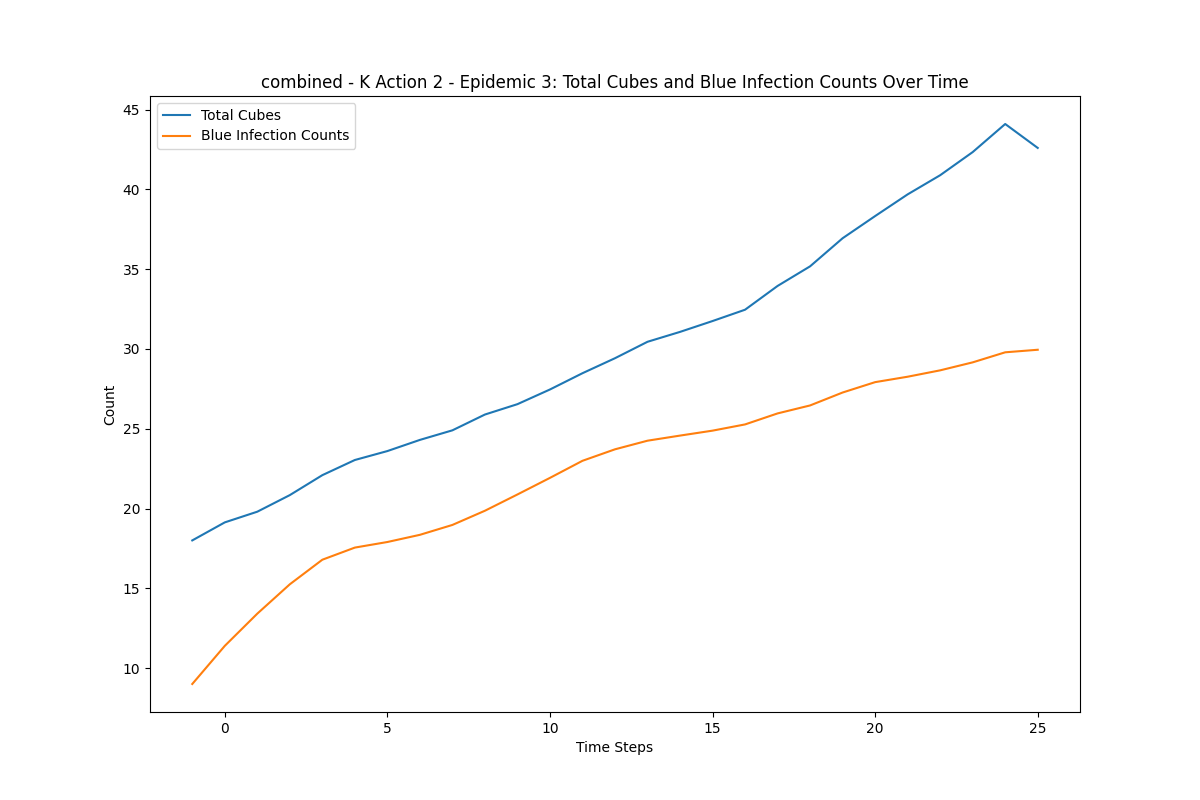 combined - K Action 2 - Epidemic 3: Total Cubes and Blue Infection Counts Over Time
Total Cubes
Blue Infection Counts
45
40
35
30
25
20
15
10
Count
0 5 10 15 20 25
Time Steps